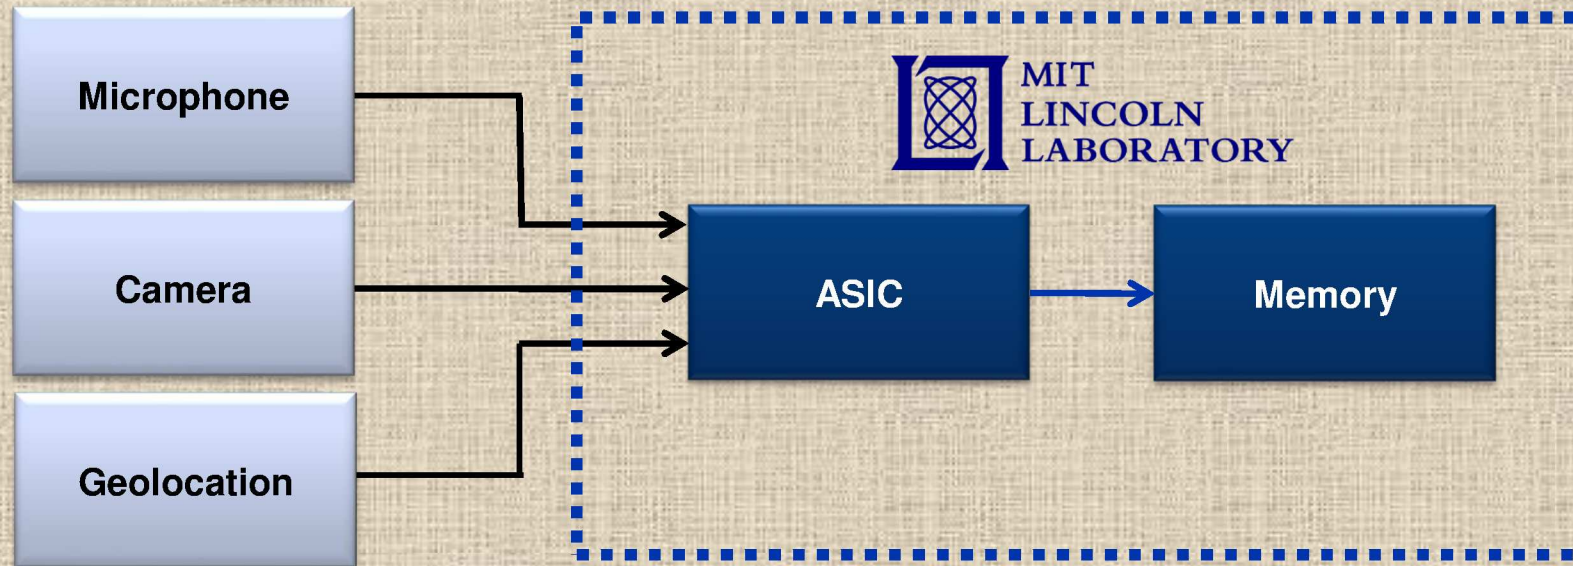 Microphone
MIT
LINCOLN
LABORATORY
Camera
ASIC
Memory
Geolocation